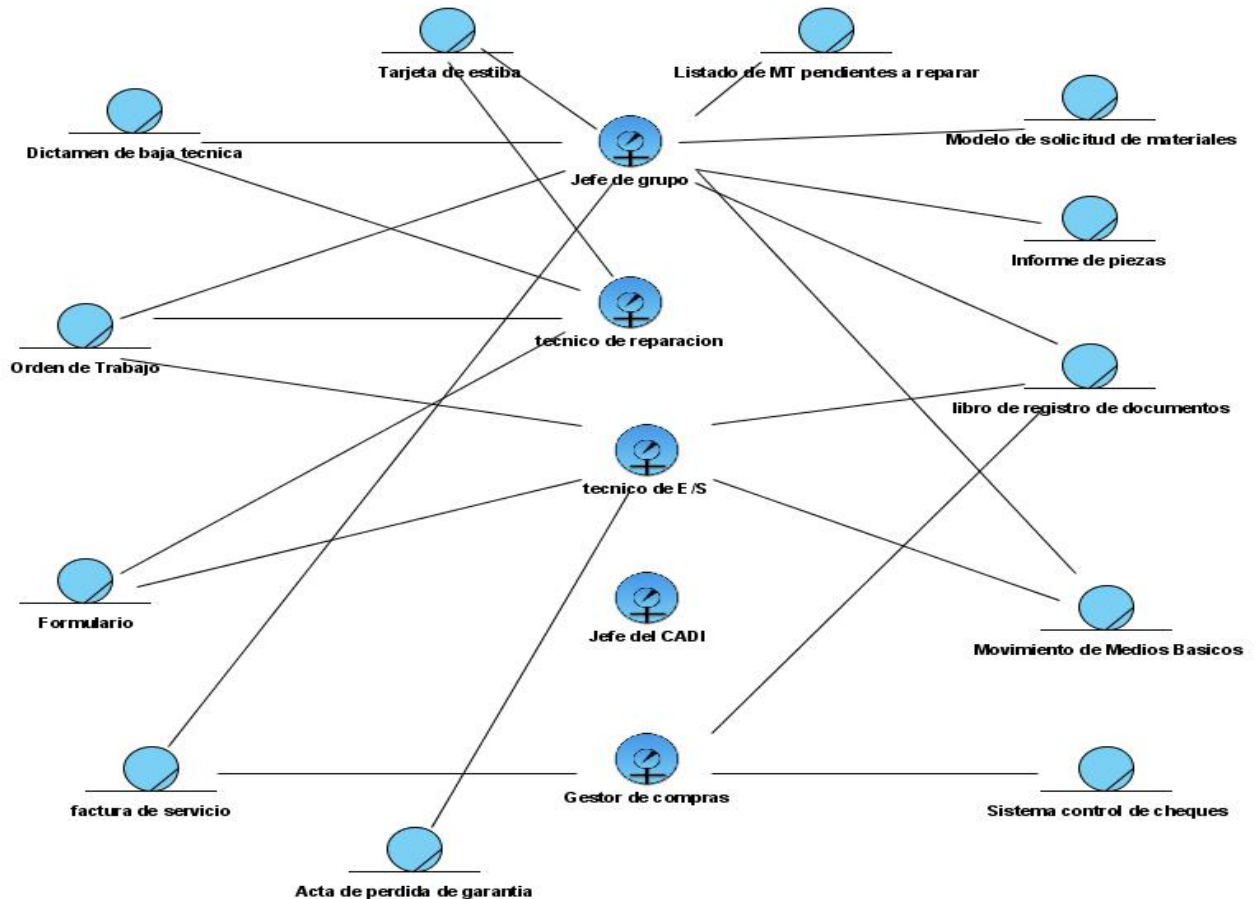 Tarjeta de estiba
Listado de MT pendientes a reparar
Dictamen de baja tecnica
Modelo de solicitud de materiales
Jefe de grupo
Informe de piezas
tecnico de reparacion
Orden de Trabajo
libro de registro de documentos
tecnico de E/S
Formulario
Jefe del CADI
Movimiento de Medios Basicos
factura de servicio
Gestor de compras
Sistema control de cheques
Acta de perdida de garantia